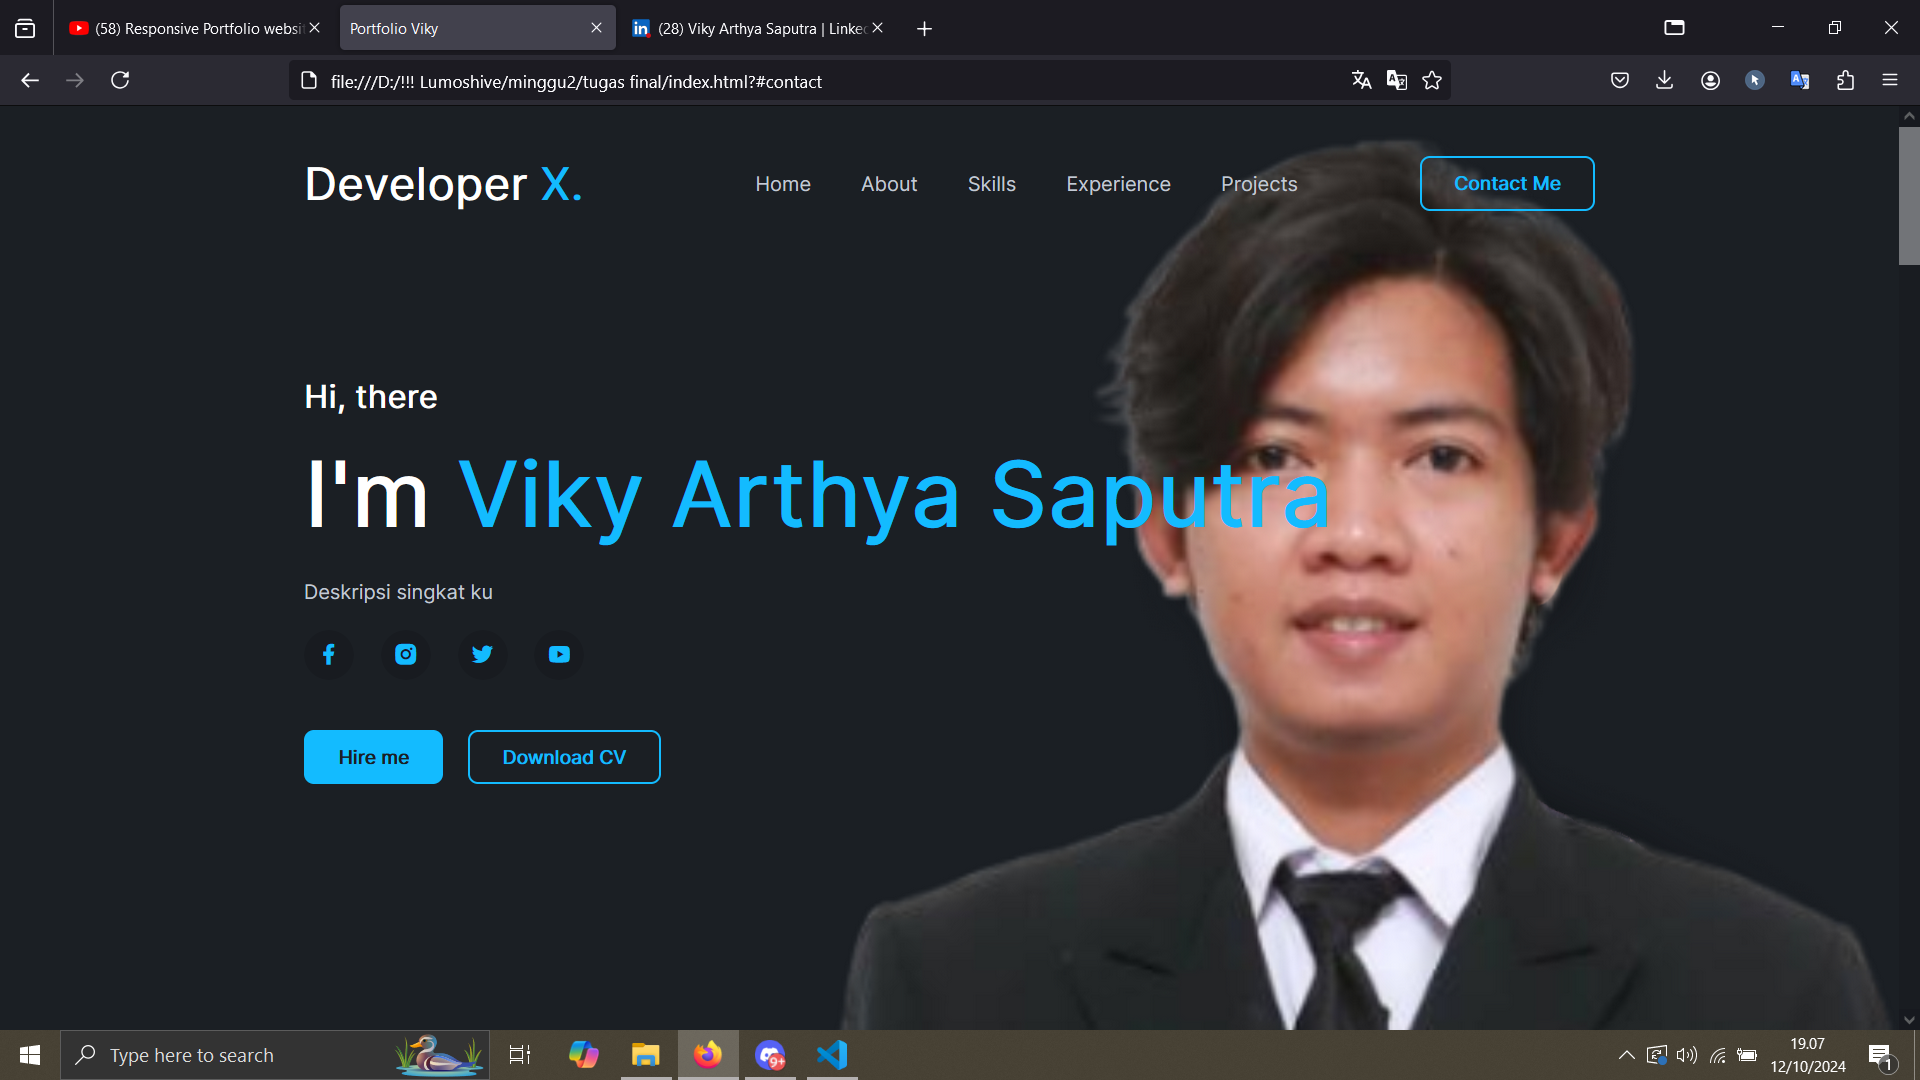 (58) Responsive Portfolio websi
Portfolio Viky
(28) Viky Arthya Saputra | Linke
file:///D:/!!! Lumoshive/minggu2/tugas final/index.html?#contact
Developer X.
Home
About
Skills
Experience
Projects
Contact Me
Hi, there
I'm Viky Arthya Saputra
Deskripsi singkat ku
Hire me
Download CV
Type here to search
9+
19.07
12/10/2024
1